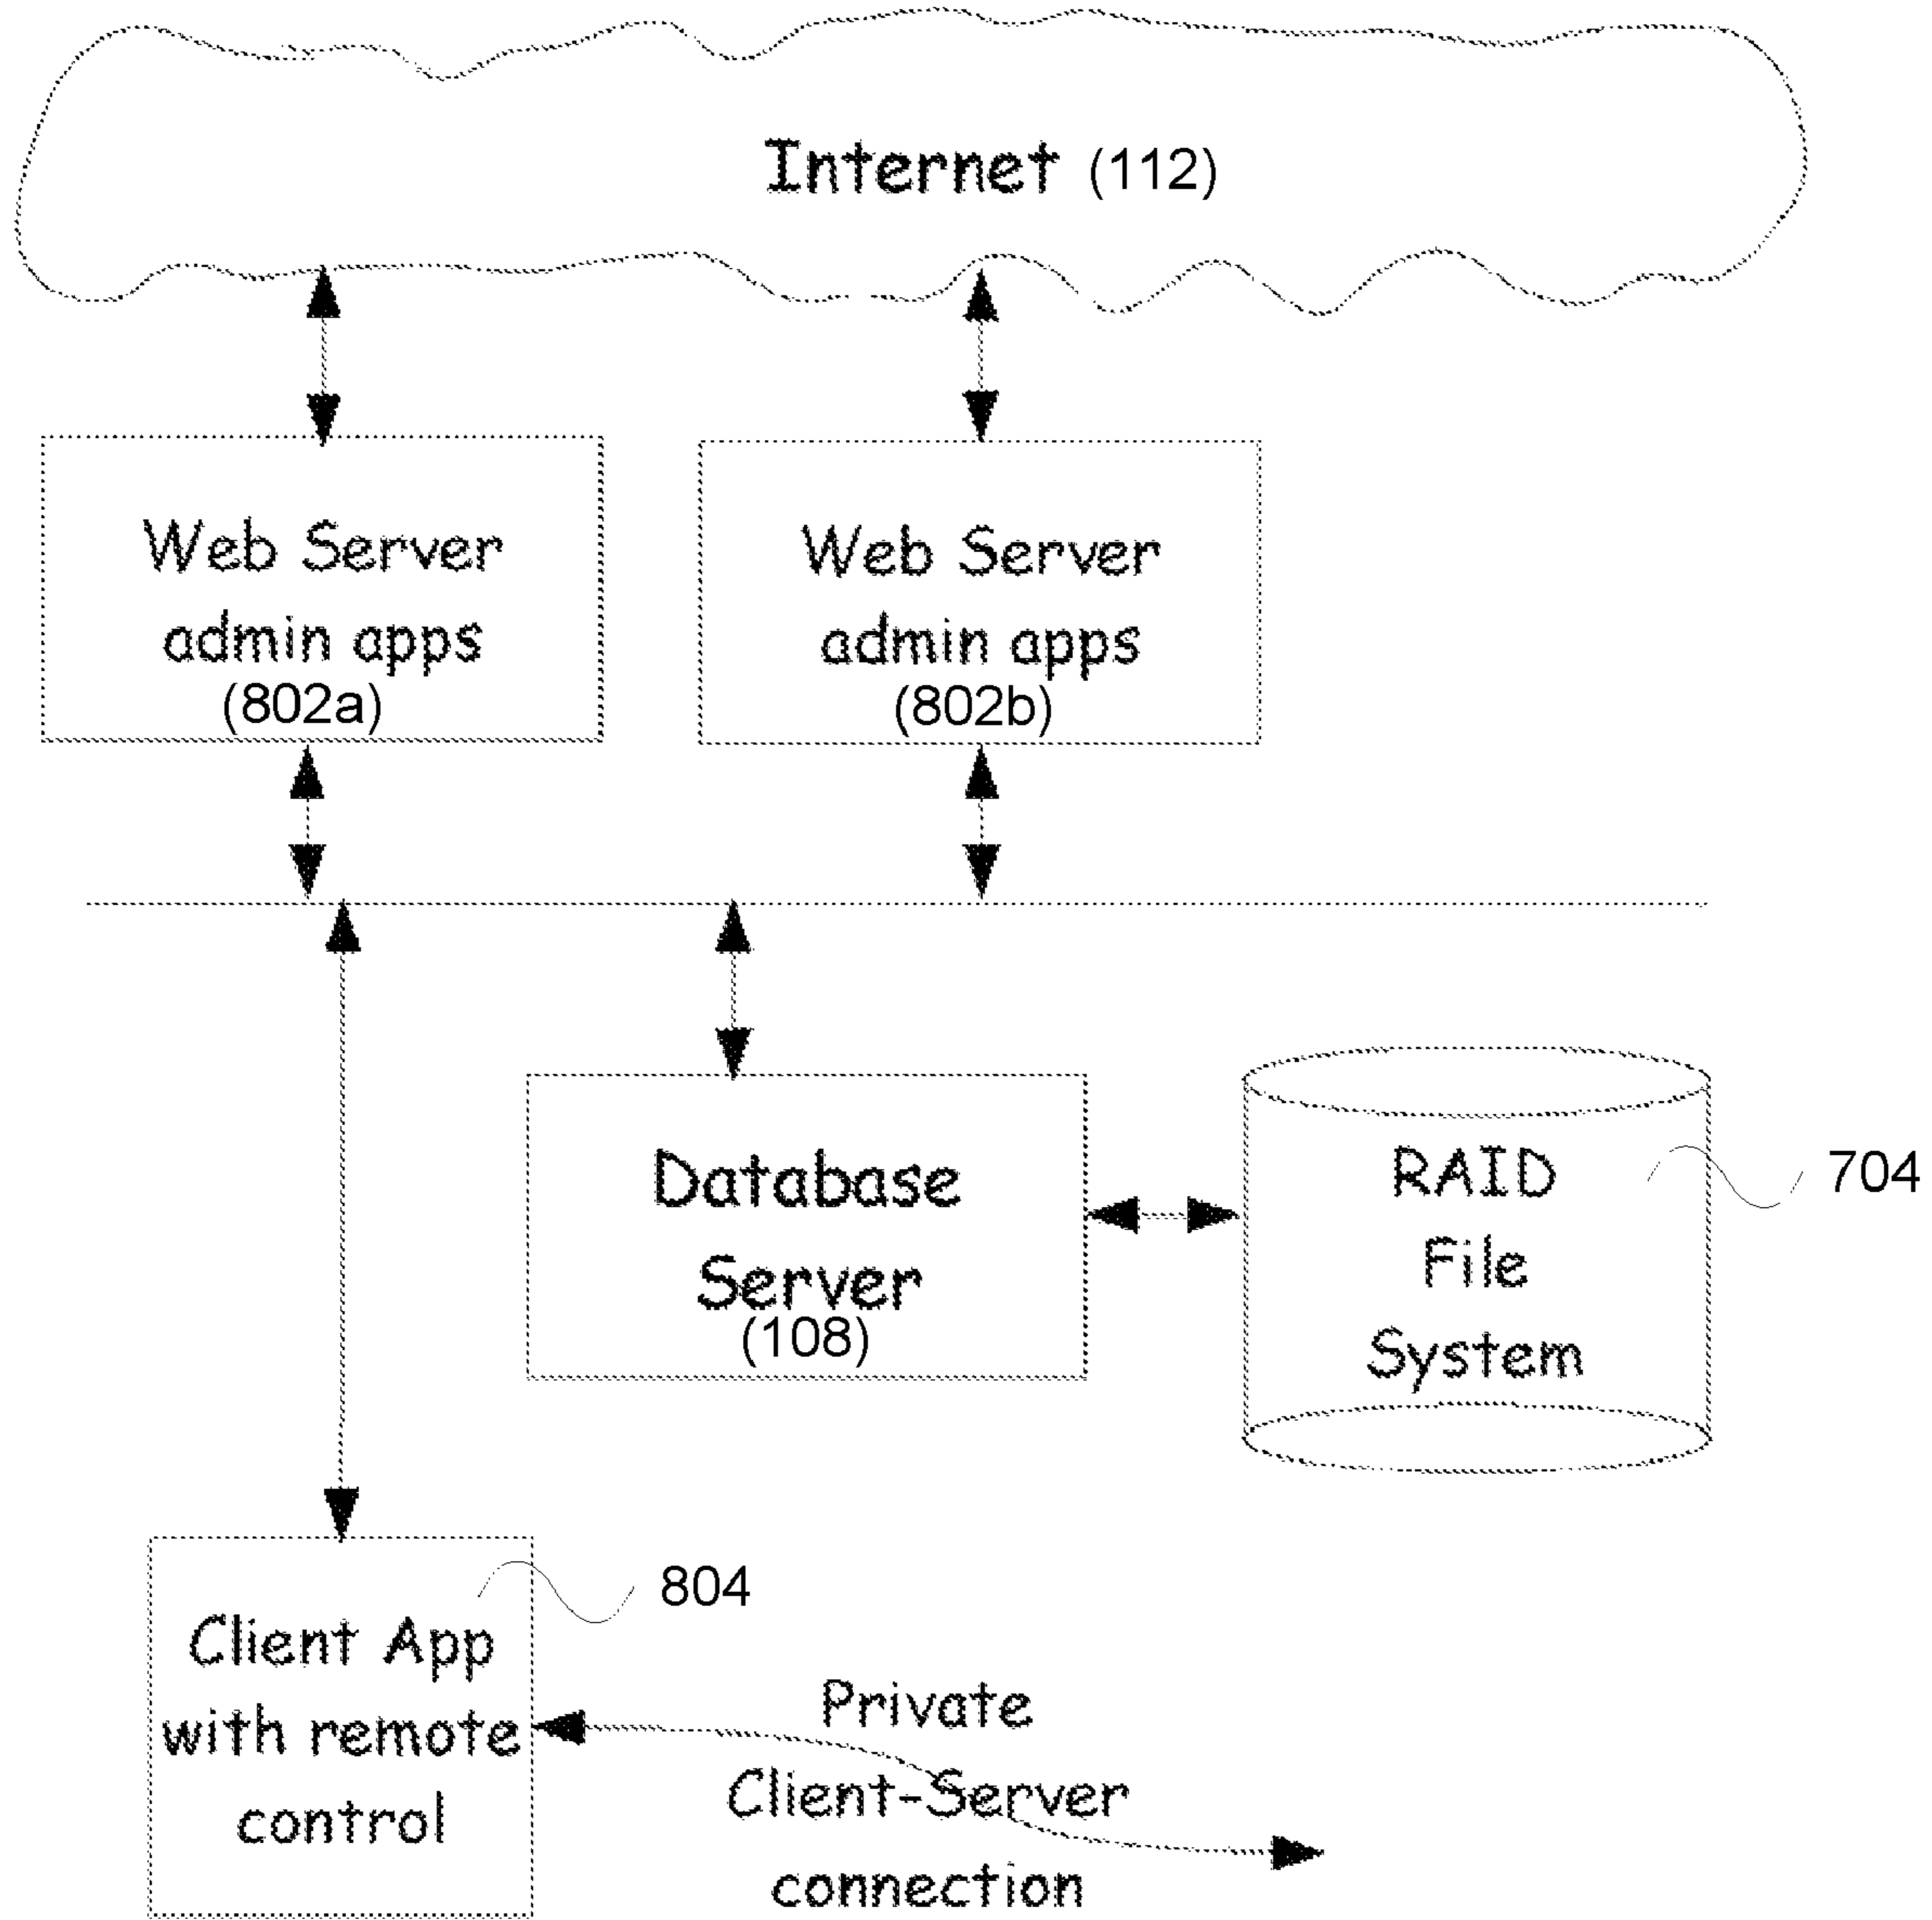 Internet (112)
Web Server
admin apps
(802a)
Web Server
admin apps
(802b)
Database
Server
(108)
RAID
File
System
704
804
Client App
with remote
control
Private
Client-Server
connection